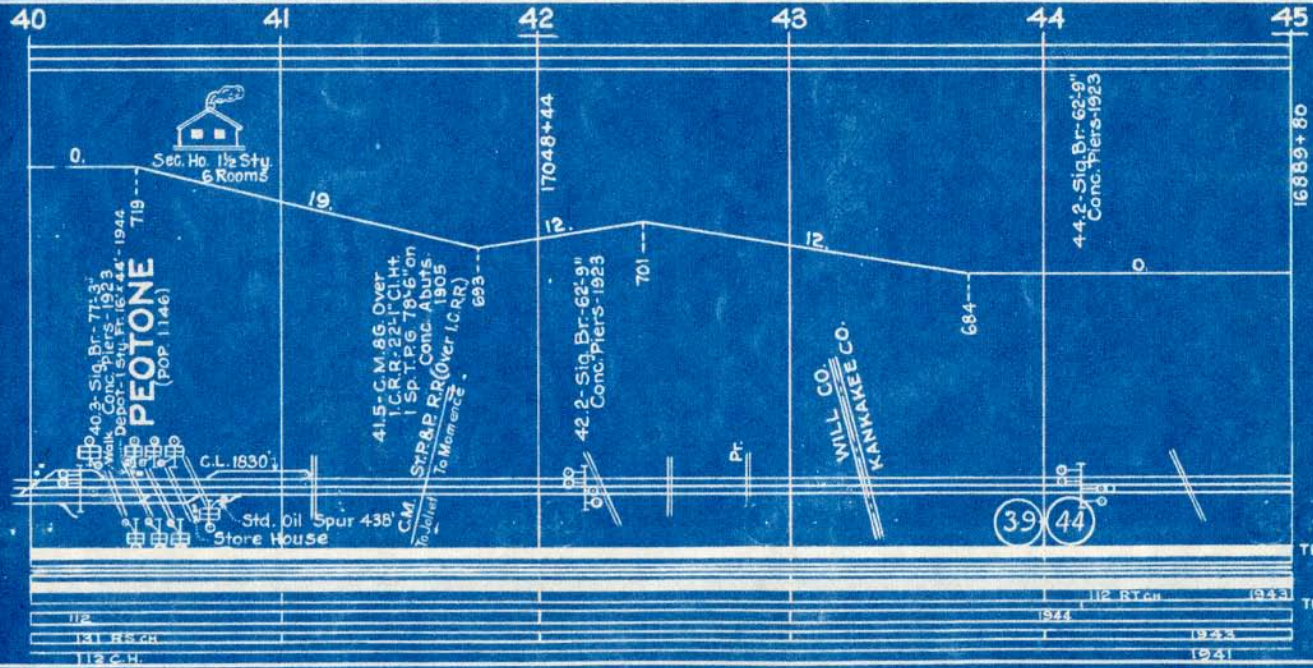 40 41 42 43 44 45
O.
Sec. Ho. 1½ Sty.
6 Rooms
719
19.
693
17048+44
12.
701
12.
684
O.
16889+80
44.2-Sig. Br.-62'-9"
Conc. Piers-1923
40.3-Sig. Br.-77'-3"
Conc. Piers-1923
Walk
Depot-1 Sty. Fr. 16'x44'-1944
PEOTONE
(POP. 1146)
41.5-C.M.&G. Over
I.C.R.R.-22'-1" Cl. Ht.
1 Sp. T.P.G. 78'-6" on
Conc. Abuts.
1905
C.M. ST.P.&P. R.R. (Over I.C.R.R.)
To Joliet
To Momence
42.2-Sig. Br.-62'-9"
Conc. Piers-1923
Pr.
WILL CO.
KANKAKEE CO.
C.L. 1830'
Std. Oil Spur 438'
Store House
39 44
112 RT CH 1943
112 1944
131 RS CH 1943
112 C.H. 1941